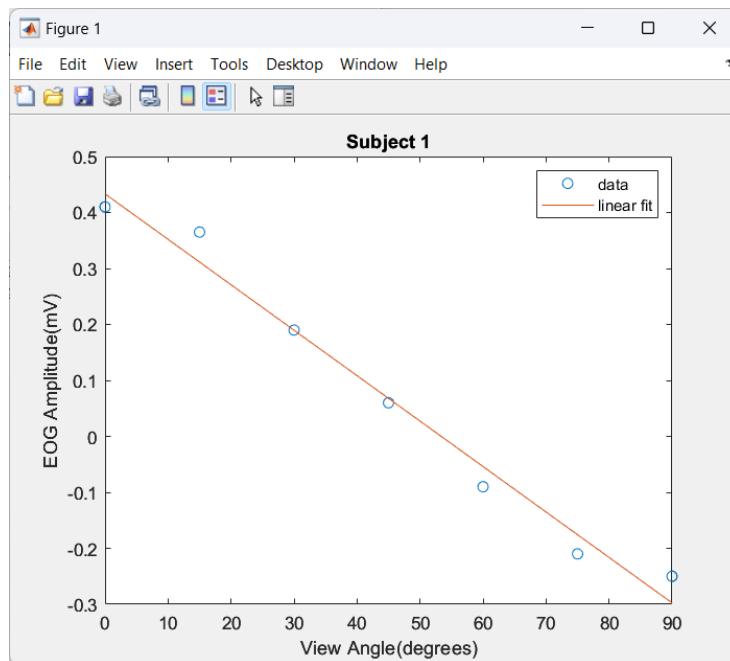 Figure 1
File Edit View Insert Tools Desktop Window Help
Subject 1
0.5
0.4
0.3
0.2
0.1
0
-0.1
-0.2
-0.3
EOG Amplitude(mV)
data
linear fit
0 10 20 30 40 50 60 70 80 90
View Angle(degrees)